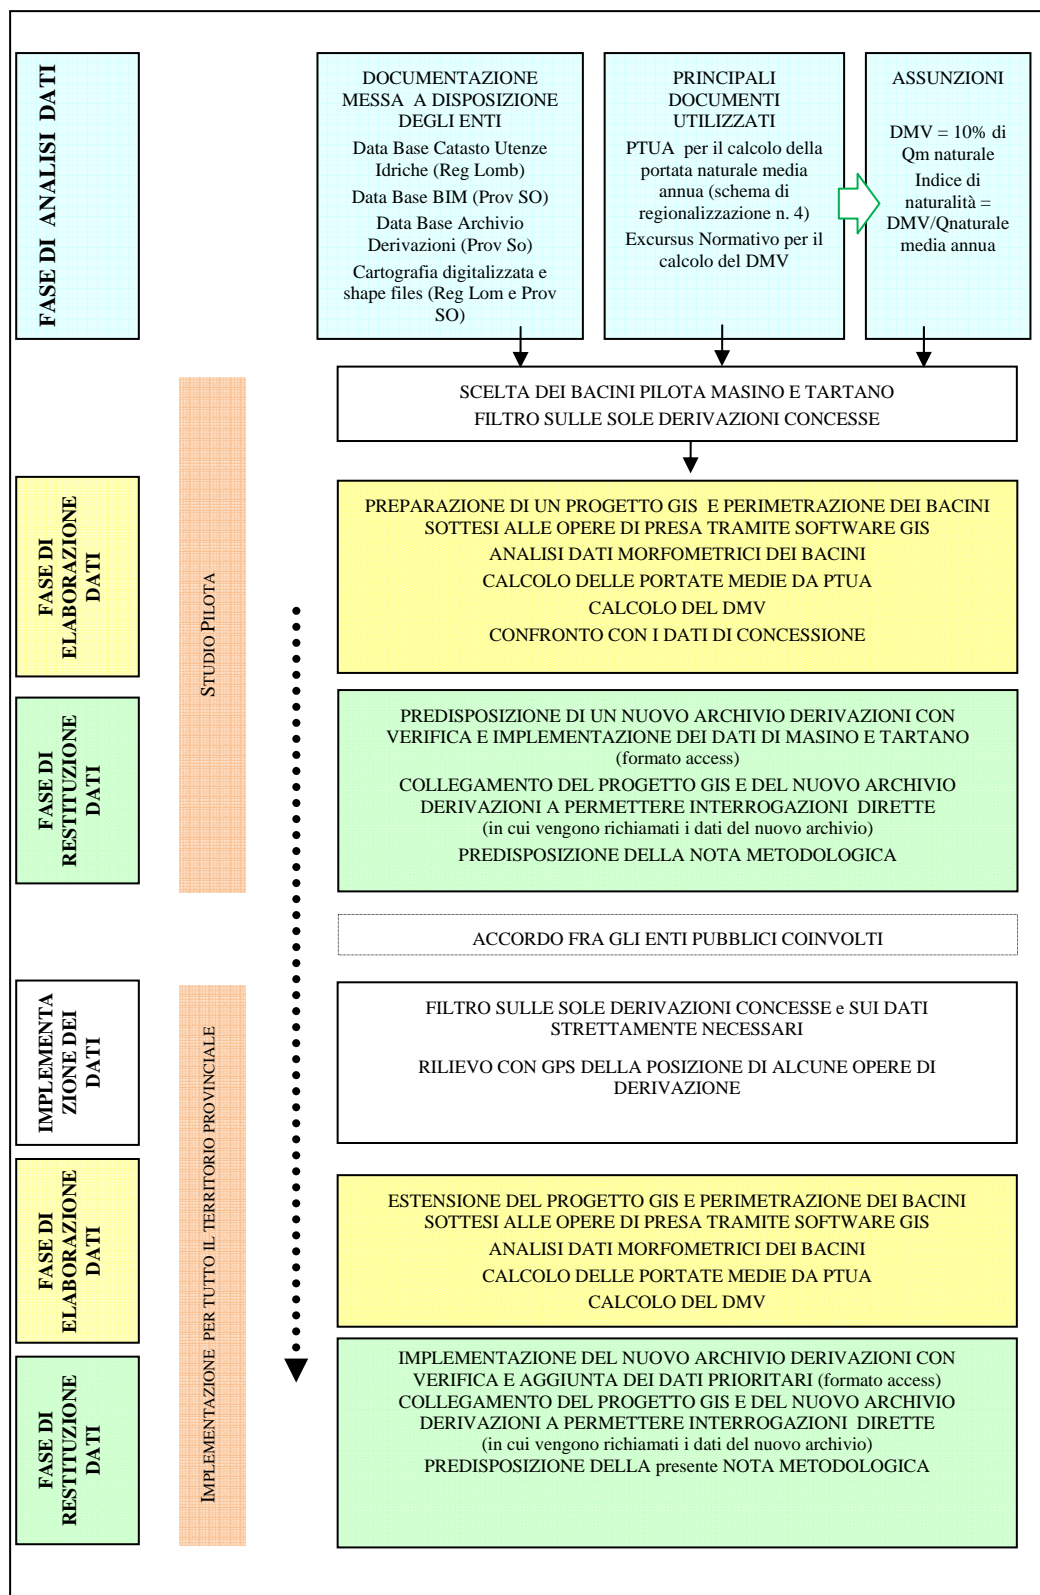 FASE DI ANALISI DATI
DOCUMENTAZIONE
MESSA A DISPOSIZIONE
DEGLI ENTI
Data Base Catasto Utenze
Idriche (Reg Lomb)
Data Base BIM (Prov SO)
Data Base Archivio
Derivazioni (Prov So)
Cartografia digitalizzata e
shape files (Reg Lom e Prov
SO)
PRINCIPALI
DOCUMENTI
UTILIZZATI
PTUA per il calcolo della
portata naturale media
annua (schema di
regionalizzazione n. 4)
Excursus Normativo per il
calcolo del DMV
ASSUNZIONI
DMV = 10% di
Qm naturale
Indice di
naturalità =
DMV/Qnaturale
media annua
STUDIO PILOTA
SCELTA DEI BACINI PILOTA MASINO E TARTANO
FILTRO SULLE SOLE DERIVAZIONI CONCESSE
FASE DI
ELABORAZIONE
DATI
PREPARAZIONE DI UN PROGETTO GIS E PERIMETRAZIONE DEI BACINI
SOTTESI ALLE OPERE DI PRESA TRAMITE SOFTWARE GIS
ANALISI DATI MORFOMETRICI DEI BACINI
CALCOLO DELLE PORTATE MEDIE DA PTUA
CALCOLO DEL DMV
CONFRONTO CON I DATI DI CONCESSIONE
FASE DI
RESTITUZIONE
DATI
PREDISPOSIZIONE DI UN NUOVO ARCHIVIO DERIVAZIONI CON
VERIFICA E IMPLEMENTAZIONE DEI DATI DI MASINO E TARTANO
(formato access)
COLLEGAMENTO DEL PROGETTO GIS E DEL NUOVO ARCHIVIO
DERIVAZIONI A PERMETTERE INTERROGAZIONI DIRETTE
(in cui vengono richiamati i dati del nuovo archivio)
PREDISPOSIZIONE DELLA NOTA METODOLOGICA
ACCORDO FRA GLI ENTI PUBBLICI COINVOLTI
IMPLEMENTA
ZIONE DEI
DATI
IMPLEMENTAZIONE PER TUTTO IL TERRITORIO PROVINCIALE
FILTRO SULLE SOLE DERIVAZIONI CONCESSE e SUI DATI
STRETTAMENTE NECESSARI
RILIEVO CON GPS DELLA POSIZIONE DI ALCUNE OPERE DI
DERIVAZIONE
FASE DI
ELABORAZIONE
DATI
ESTENSIONE DEL PROGETTO GIS E PERIMETRAZIONE DEI BACINI
SOTTESI ALLE OPERE DI PRESA TRAMITE SOFTWARE GIS
ANALISI DATI MORFOMETRICI DEI BACINI
CALCOLO DELLE PORTATE MEDIE DA PTUA
CALCOLO DEL DMV
FASE DI
RESTITUZIONE
DATI
IMPLEMENTAZIONE DEL NUOVO ARCHIVIO DERIVAZIONI CON
VERIFICA E AGGIUNTA DEI DATI PRIORITARI (formato access)
COLLEGAMENTO DEL PROGETTO GIS E DEL NUOVO ARCHIVIO
DERIVAZIONI A PERMETTERE INTERROGAZIONI DIRETTE
(in cui vengono richiamati i dati del nuovo archivio)
PREDISPOSIZIONE DELLA presente NOTA METODOLOGICA